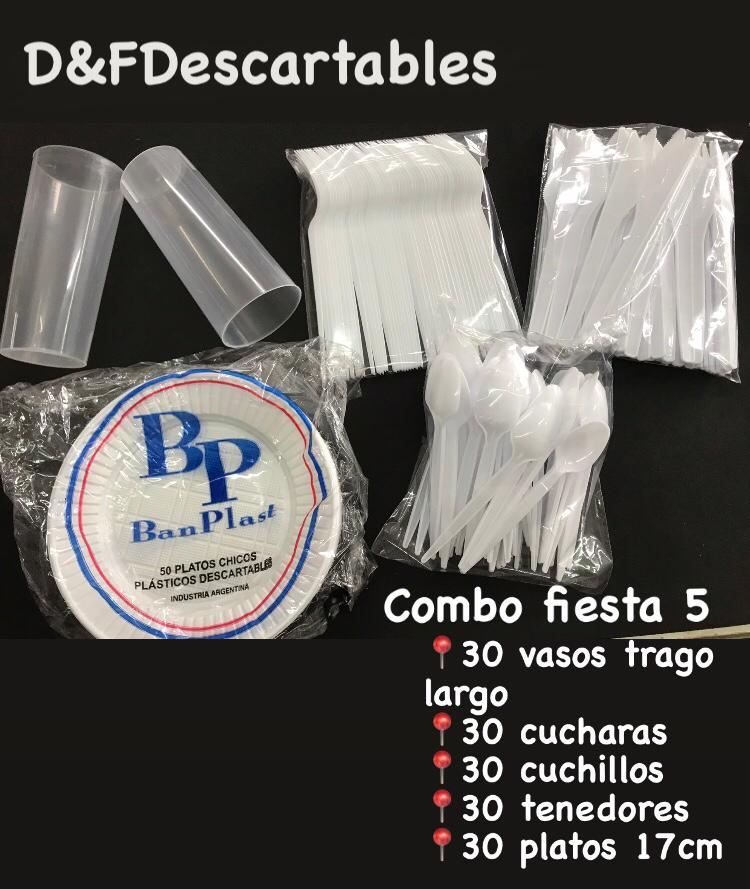 D&FDescartables
BP
BanPlast
50 PLATOS CHICOS
PLÁSTICOS DESCARTABLES
INDUSTRIA ARGENTINA
Combo fiesta 5
📍30 vasos trago
largo
📍30 cucharas
📍30 cuchillos
📍30 tenedores
📍30 platos 17cm